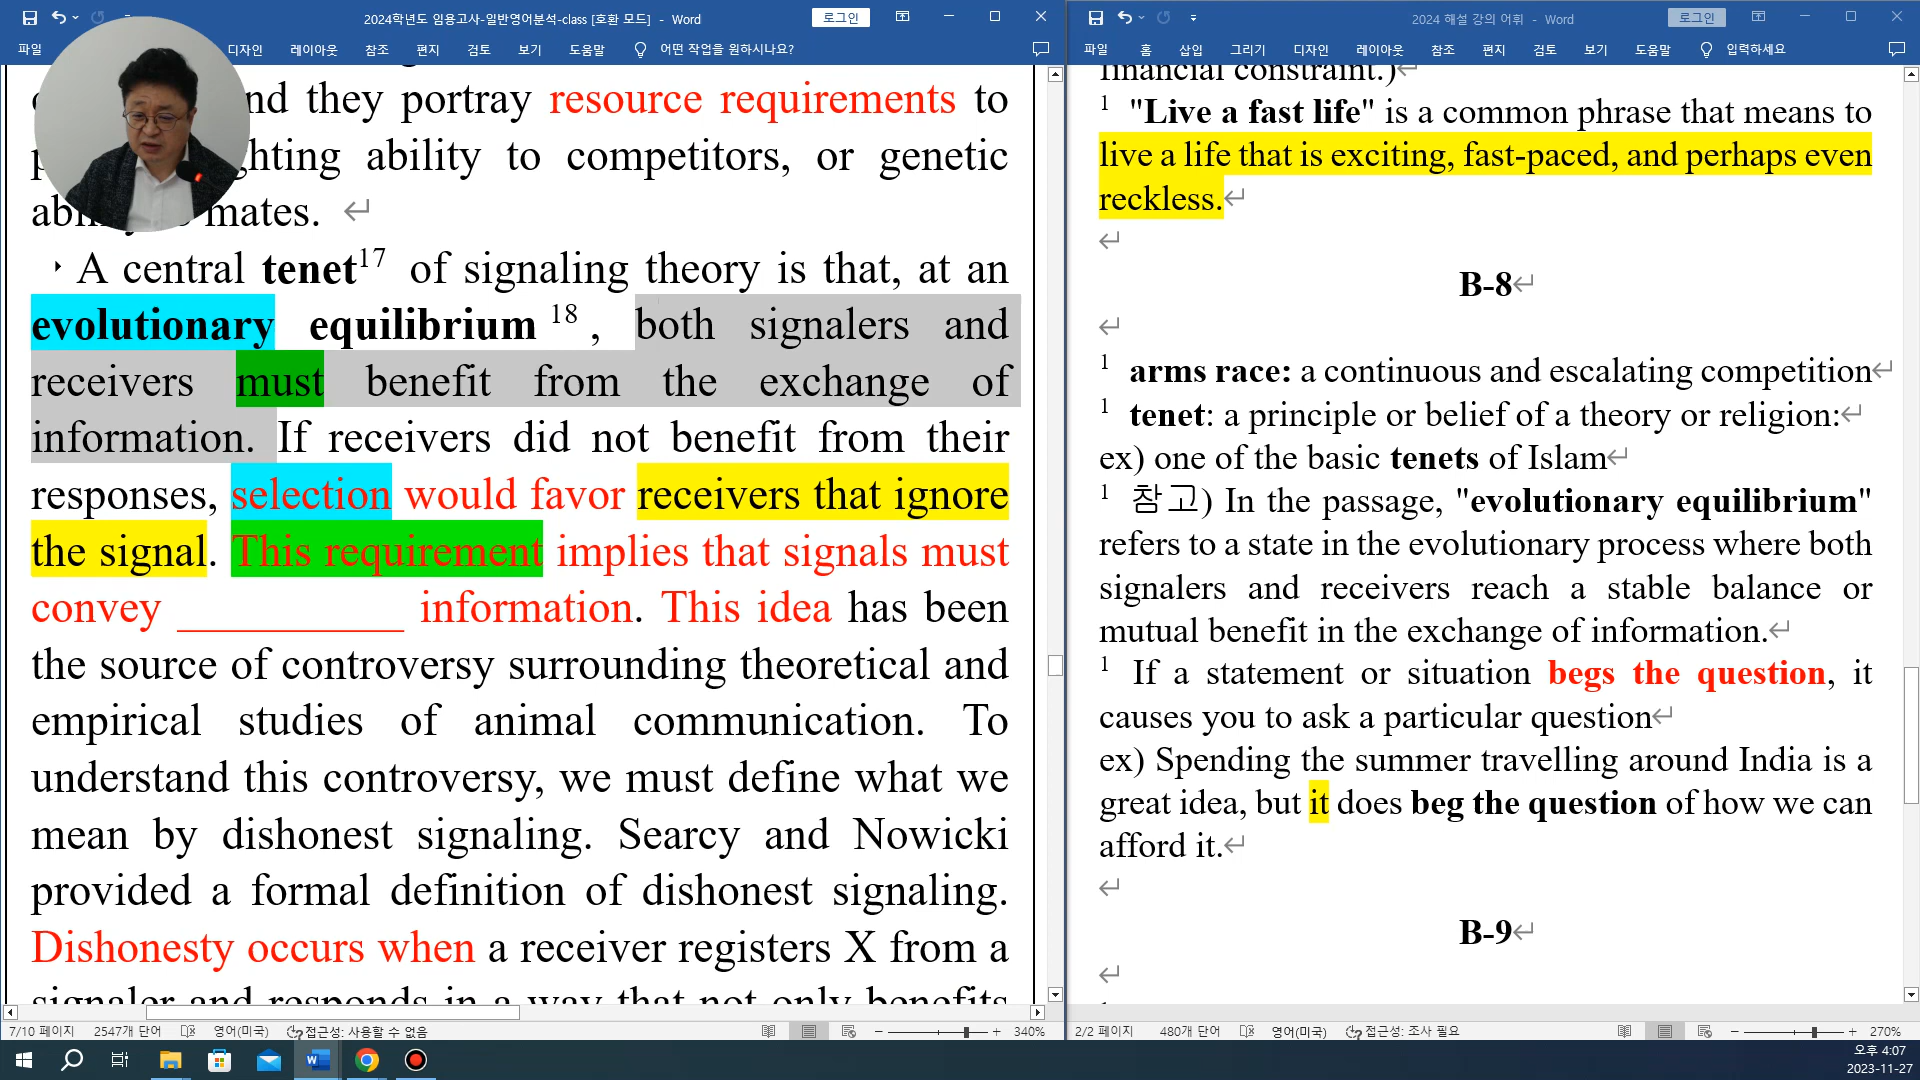 2024학년도 임용고사-일반영어분석-class [호환 모드] - Word
로그인
파일 디자인 레이아웃 참조 편지 검토 보기 도움말 어떤 작업을 원하시나요?
nd they portray resource requirements to
ghting ability to competitors, or genetic
mates.
A central tenet17 of signaling theory is that, at an
evolutionary equilibrium 18 , both signalers and
receivers must benefit from the exchange of
information. If receivers did not benefit from their
responses, selection would favor receivers that ignore
the signal. This requirement implies that signals must
convey __________ information. This idea has been
the source of controversy surrounding theoretical and
empirical studies of animal communication. To
understand this controversy, we must define what we
mean by dishonest signaling. Searcy and Nowicki
provided a formal definition of dishonest signaling.
Dishonesty occurs when a receiver registers X from a
signaler and responds in a way that not only benefits
7/10 페이지 2547개 단어 영어(미국) 접근성: 사용할 수 없음 340%
2024 해설 강의 어휘 - Word
로그인
파일 홈 삽입 그리기 디자인 레이아웃 참조 편지 검토 보기 도움말 입력하세요
financial constraint.)
1 "Live a fast life" is a common phrase that means to
live a life that is exciting, fast-paced, and perhaps even
reckless.
B-8
1 arms race: a continuous and escalating competition
1 tenet: a principle or belief of a theory or religion:
ex) one of the basic tenets of Islam
1 참고) In the passage, "evolutionary equilibrium"
refers to a state in the evolutionary process where both
signalers and receivers reach a stable balance or
mutual benefit in the exchange of information.
1 If a statement or situation begs the question, it
causes you to ask a particular question
ex) Spending the summer travelling around India is a
great idea, but it does beg the question of how we can
afford it.
B-9
2/2 페이지 480개 단어 영어(미국) 접근성: 조사 필요 270%
오후 4:07
2023-11-27